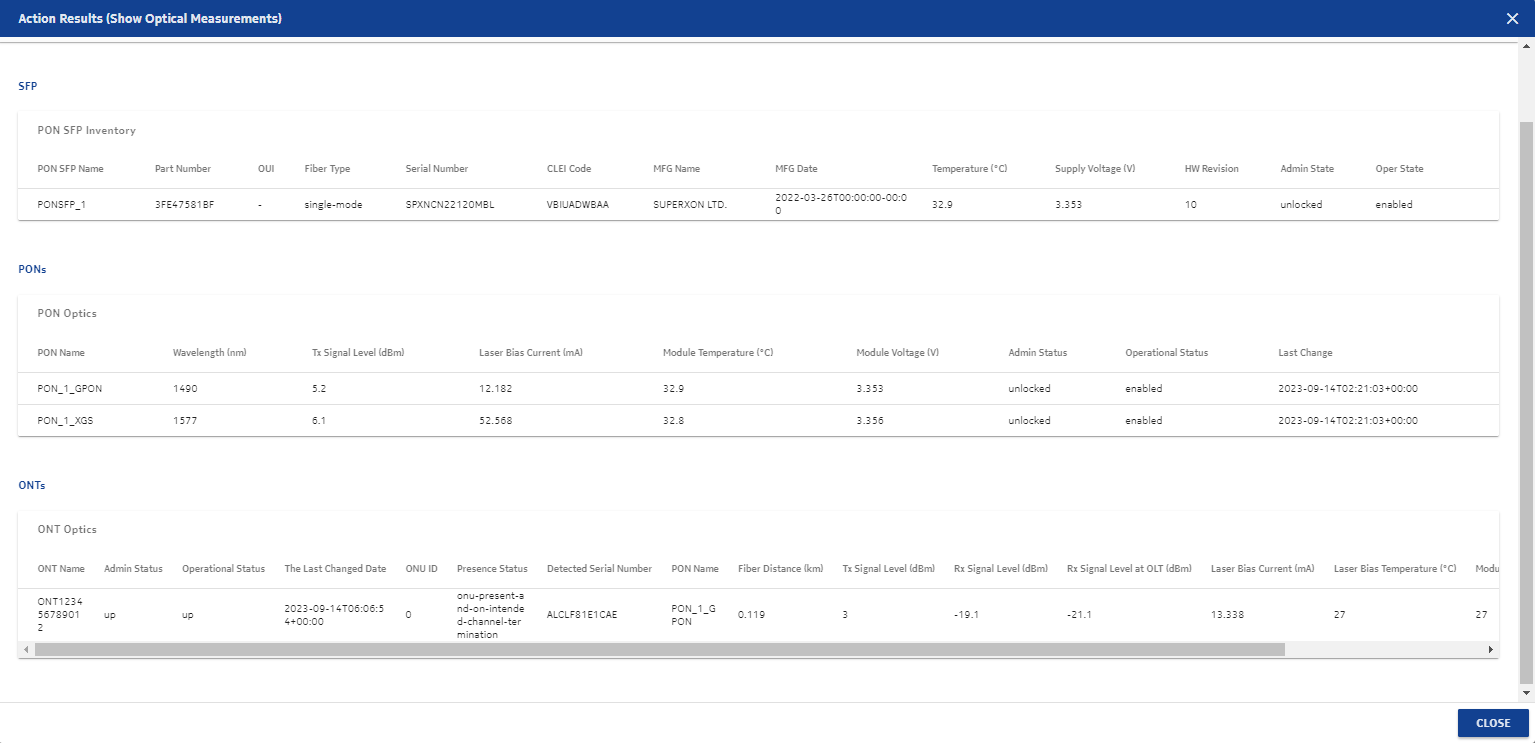 Action Results (Show Optical Measurements)
SFP
PON SFP Inventory
PON SFP Name Part Number OUI Fiber Type Serial Number CLEI Code MFG Name MFG Date Temperature (°C) Supply Voltage (V) HW Revision Admin State Oper State
PONSFP_1 3FE47581BF - single-mode SPXNCN22120MBL VBIUADWBAA SUPERXON LTD. 2022-03-26T00:00:00-00:0 32.9 3.353 10 unlocked enabled
0
PONs
PON Optics
PON Name Wavelength (nm) Tx Signal Level (dBm) Laser Bias Current (mA) Module Temperature (°C) Module Voltage (V) Admin Status Operational Status Last Change
PON_1_GPON 1490 5.2 12.182 32.9 3.353 unlocked enabled 2023-09-14T02:21:03+00:00
PON_1_XGS 1577 6.1 52.568 32.8 3.356 unlocked enabled 2023-09-14T02:21:03+00:00
ONTs
ONT Optics
ONT Name Admin Status Operational Status The Last Changed Date ONU ID Presence Status Detected Serial Number PON Name Fiber Distance (km) Tx Signal Level (dBm) Rx Signal Level (dBm) Rx Signal Level at OLT (dBm) Laser Bias Current (mA) Laser Bias Temperature (°C) Modu
ONT1234
5678901
2
up
up
2023-09-14T06:06:5
4+00:00
0
onu-present-a
nd-on-intende
d-channel-ter
mination
ALCLF81E1CAE
PON_1_G
PON
0.119
3
-19.1
-21.1
13.338
27
27
CLOSE